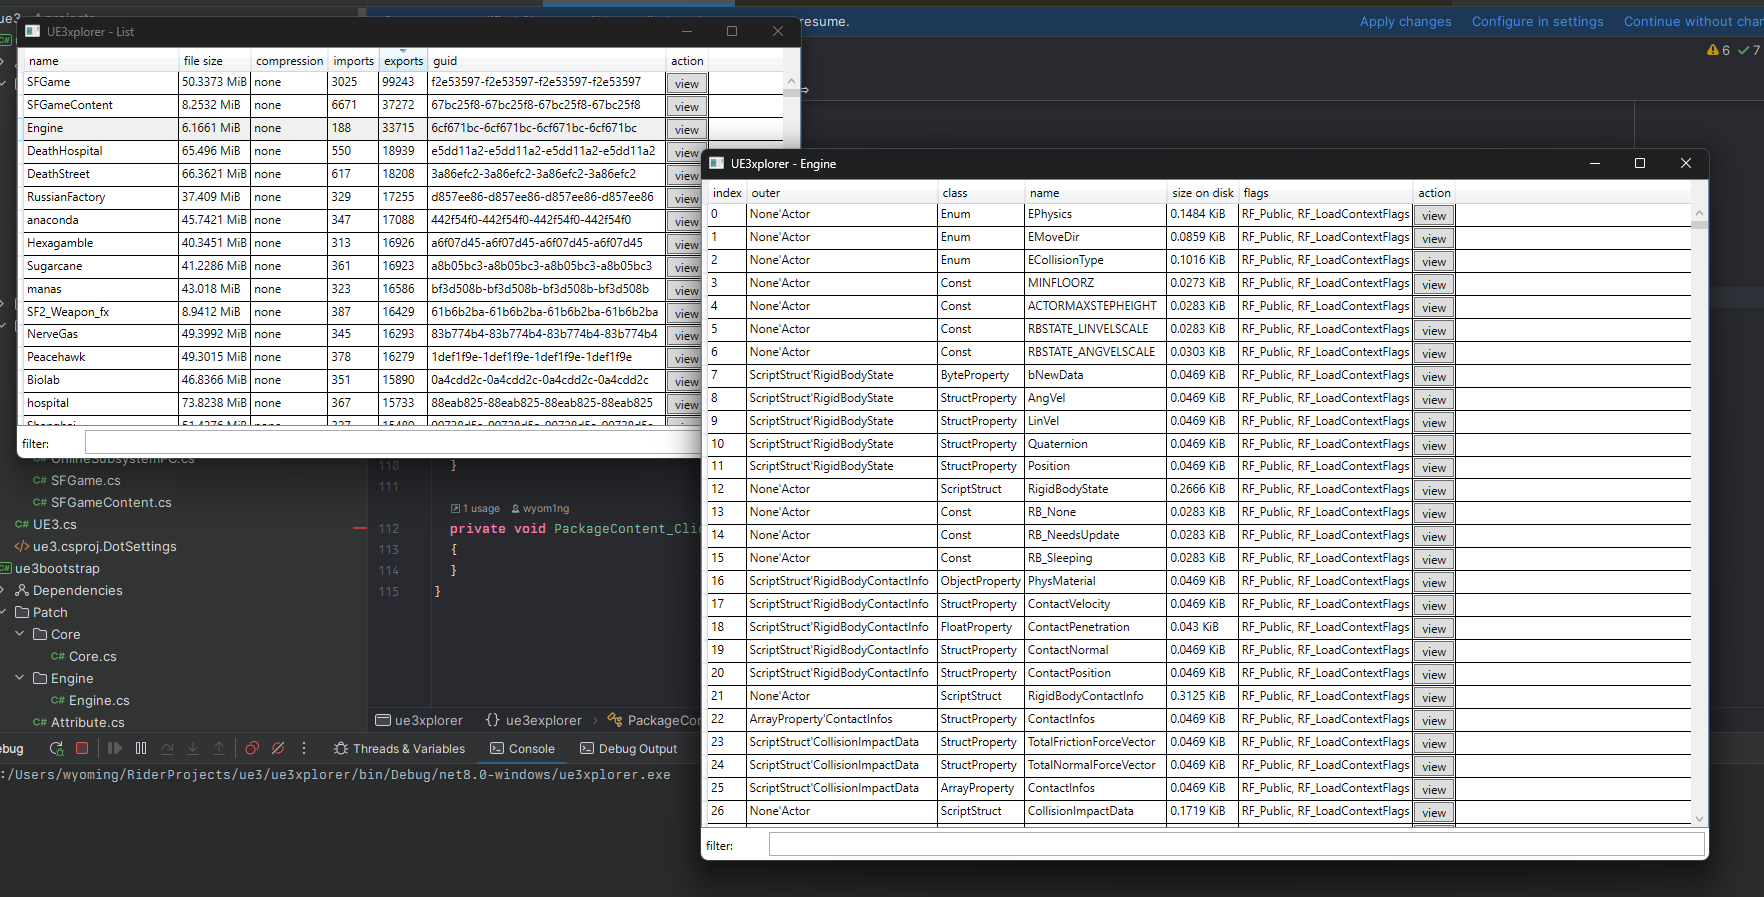 resume.
Apply changes Configure in settings Continue without
6 7
UE3xplorer - List
name file size compression imports exports guid action
SFGame 50.3373 MiB none 3025 99243 f2e53597-f2e53597-f2e53597-f2e53597 view
SFGameContent 8.2532 MiB none 6671 37272 67bc25f8-67bc25f8-67bc25f8-67bc25f8 view
Engine 6.1661 MiB none 188 33715 6cf671bc-6cf671bc-6cf671bc-6cf671bc view
DeathHospital 65.496 MiB none 550 18939 e5dd11a2-e5dd11a2-e5dd11a2-e5dd11a2 view
DeathStreet 66.3621 MiB none 617 18208 3a86efc2-3a86efc2-3a86efc2-3a86efc2 view
RussianFactory 37.409 MiB none 329 17255 d857ee86-d857ee86-d857ee86-d857ee86 view
anaconda 45.7421 MiB none 347 17088 442f54f0-442f54f0-442f54f0-442f54f0 view
Hexagamble 40.3451 MiB none 313 16926 a6f07d45-a6f07d45-a6f07d45-a6f07d45 view
Sugarcane 41.2286 MiB none 361 16923 a8b05bc3-a8b05bc3-a8b05bc3-a8b05bc3 view
manas 43.018 MiB none 323 16586 bf3d508b-bf3d508b-bf3d508b-bf3d508b view
SF2_Weapon_fx 8.9412 MiB none 387 16429 61b6b2ba-61b6b2ba-61b6b2ba-61b6b2ba view
NerveGas 49.3992 MiB none 345 16293 83b774b4-83b774b4-83b774b4-83b774b4 view
Peacehawk 49.3015 MiB none 378 16279 1def1f9e-1def1f9e-1def1f9e-1def1f9e view
Biolab 46.8366 MiB none 351 15890 0a4cdd2c-0a4cdd2c-0a4cdd2c-0a4cdd2c view
hospital 73.8238 MiB none 367 15733 88eab825-88eab825-88eab825-88eab825 view
filter:
UE3xplorer - Engine
index outer class name size on disk flags action
0 None'Actor Enum EPhysics 0.1484 KiB RF_Public, RF_LoadContextFlags view
1 None'Actor Enum EMoveDir 0.0859 KiB RF_Public, RF_LoadContextFlags view
2 None'Actor Enum ECollisionType 0.1016 KiB RF_Public, RF_LoadContextFlags view
3 None'Actor Const MINFLOORZ 0.0273 KiB RF_Public, RF_LoadContextFlags view
4 None'Actor Const ACTORMAXSTEPHEIGHT 0.0283 KiB RF_Public, RF_LoadContextFlags view
5 None'Actor Const RBSTATE_LINVELSCALE 0.0283 KiB RF_Public, RF_LoadContextFlags view
6 None'Actor Const RBSTATE_ANGVELSCALE 0.0303 KiB RF_Public, RF_LoadContextFlags view
7 ScriptStruct'RigidBodyState ByteProperty bNewData 0.0469 KiB RF_Public, RF_LoadContextFlags view
8 ScriptStruct'RigidBodyState StructProperty AngVel 0.0469 KiB RF_Public, RF_LoadContextFlags view
9 ScriptStruct'RigidBodyState StructProperty LinVel 0.0469 KiB RF_Public, RF_LoadContextFlags view
10 ScriptStruct'RigidBodyState StructProperty Quaternion 0.0469 KiB RF_Public, RF_LoadContextFlags view
11 ScriptStruct'RigidBodyState StructProperty Position 0.0469 KiB RF_Public, RF_LoadContextFlags view
12 None'Actor ScriptStruct RigidBodyState 0.2666 KiB RF_Public, RF_LoadContextFlags view
13 None'Actor Const RB_None 0.0283 KiB RF_Public, RF_LoadContextFlags view
14 None'Actor Const RB_NeedsUpdate 0.0283 KiB RF_Public, RF_LoadContextFlags view
15 None'Actor Const RB_Sleeping 0.0283 KiB RF_Public, RF_LoadContextFlags view
16 ScriptStruct'RigidBodyContactInfo ObjectProperty PhysMaterial 0.0469 KiB RF_Public, RF_LoadContextFlags view
17 ScriptStruct'RigidBodyContactInfo StructProperty ContactVelocity 0.0469 KiB RF_Public, RF_LoadContextFlags view
18 ScriptStruct'RigidBodyContactInfo FloatProperty ContactPenetration 0.043 KiB RF_Public, RF_LoadContextFlags view
19 ScriptStruct'RigidBodyContactInfo StructProperty ContactNormal 0.0469 KiB RF_Public, RF_LoadContextFlags view
20 ScriptStruct'RigidBodyContactInfo StructProperty ContactPosition 0.0469 KiB RF_Public, RF_LoadContextFlags view
21 None'Actor ScriptStruct RigidBodyContactInfo 0.3125 KiB RF_Public, RF_LoadContextFlags view
22 ArrayProperty'ContactInfos StructProperty ContactInfos 0.0469 KiB RF_Public, RF_LoadContextFlags view
23 ScriptStruct'CollisionImpactData StructProperty TotalFrictionForceVector 0.0469 KiB RF_Public, RF_LoadContextFlags view
24 ScriptStruct'CollisionImpactData StructProperty TotalNormalForceVector 0.0469 KiB RF_Public, RF_LoadContextFlags view
25 ScriptStruct'CollisionImpactData ArrayProperty ContactInfos 0.0469 KiB RF_Public, RF_LoadContextFlags view
26 None'Actor ScriptStruct CollisionImpactData 0.1719 KiB RF_Public, RF_LoadContextFlags view
filter:
C# OnlineSubsystemPC.cs
C# SFGame.cs
C# SFGameContent.cs
C# UE3.cs
</> ue3.csproj.DotSettings
C# ue3bootstrap
Dependencies
Patch
Core
C# Core.cs
Engine
C# Engine.cs
C# Attribute.cs
110 }
111
1 usage wyom1ng
112 private void PackageContent_Clic
113 {
114 }
115 }
ue3xplorer {} ue3explorer › PackageCon
ebug Threads & Variables Console Debug Output
:/Users/wyoming/RiderProjects/ue3/ue3xplorer/bin/Debug/net8.0-windows/ue3xplorer.exe